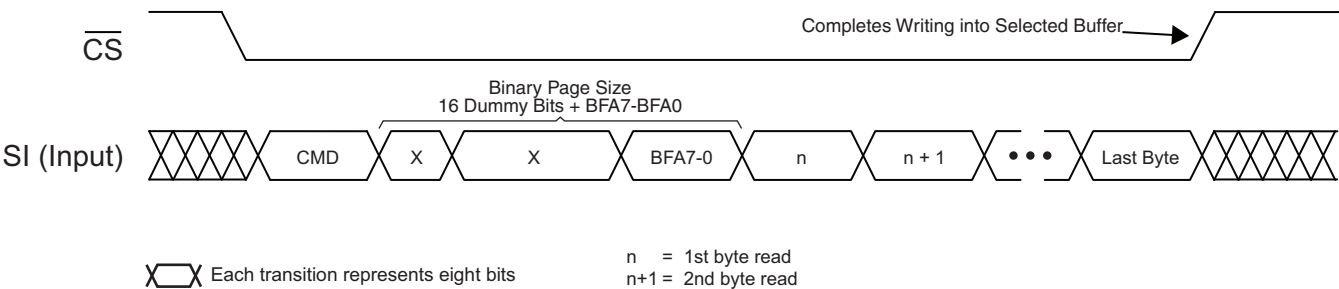 Completes Writing into Selected Buffer
CS
Binary Page Size
16 Dummy Bits + BFA7-BFA0
SI (Input)
CMD
X
X
BFA7-0
n
n + 1
•••
Last Byte
Each transition represents eight bits
n = 1st byte read
n+1 = 2nd byte read